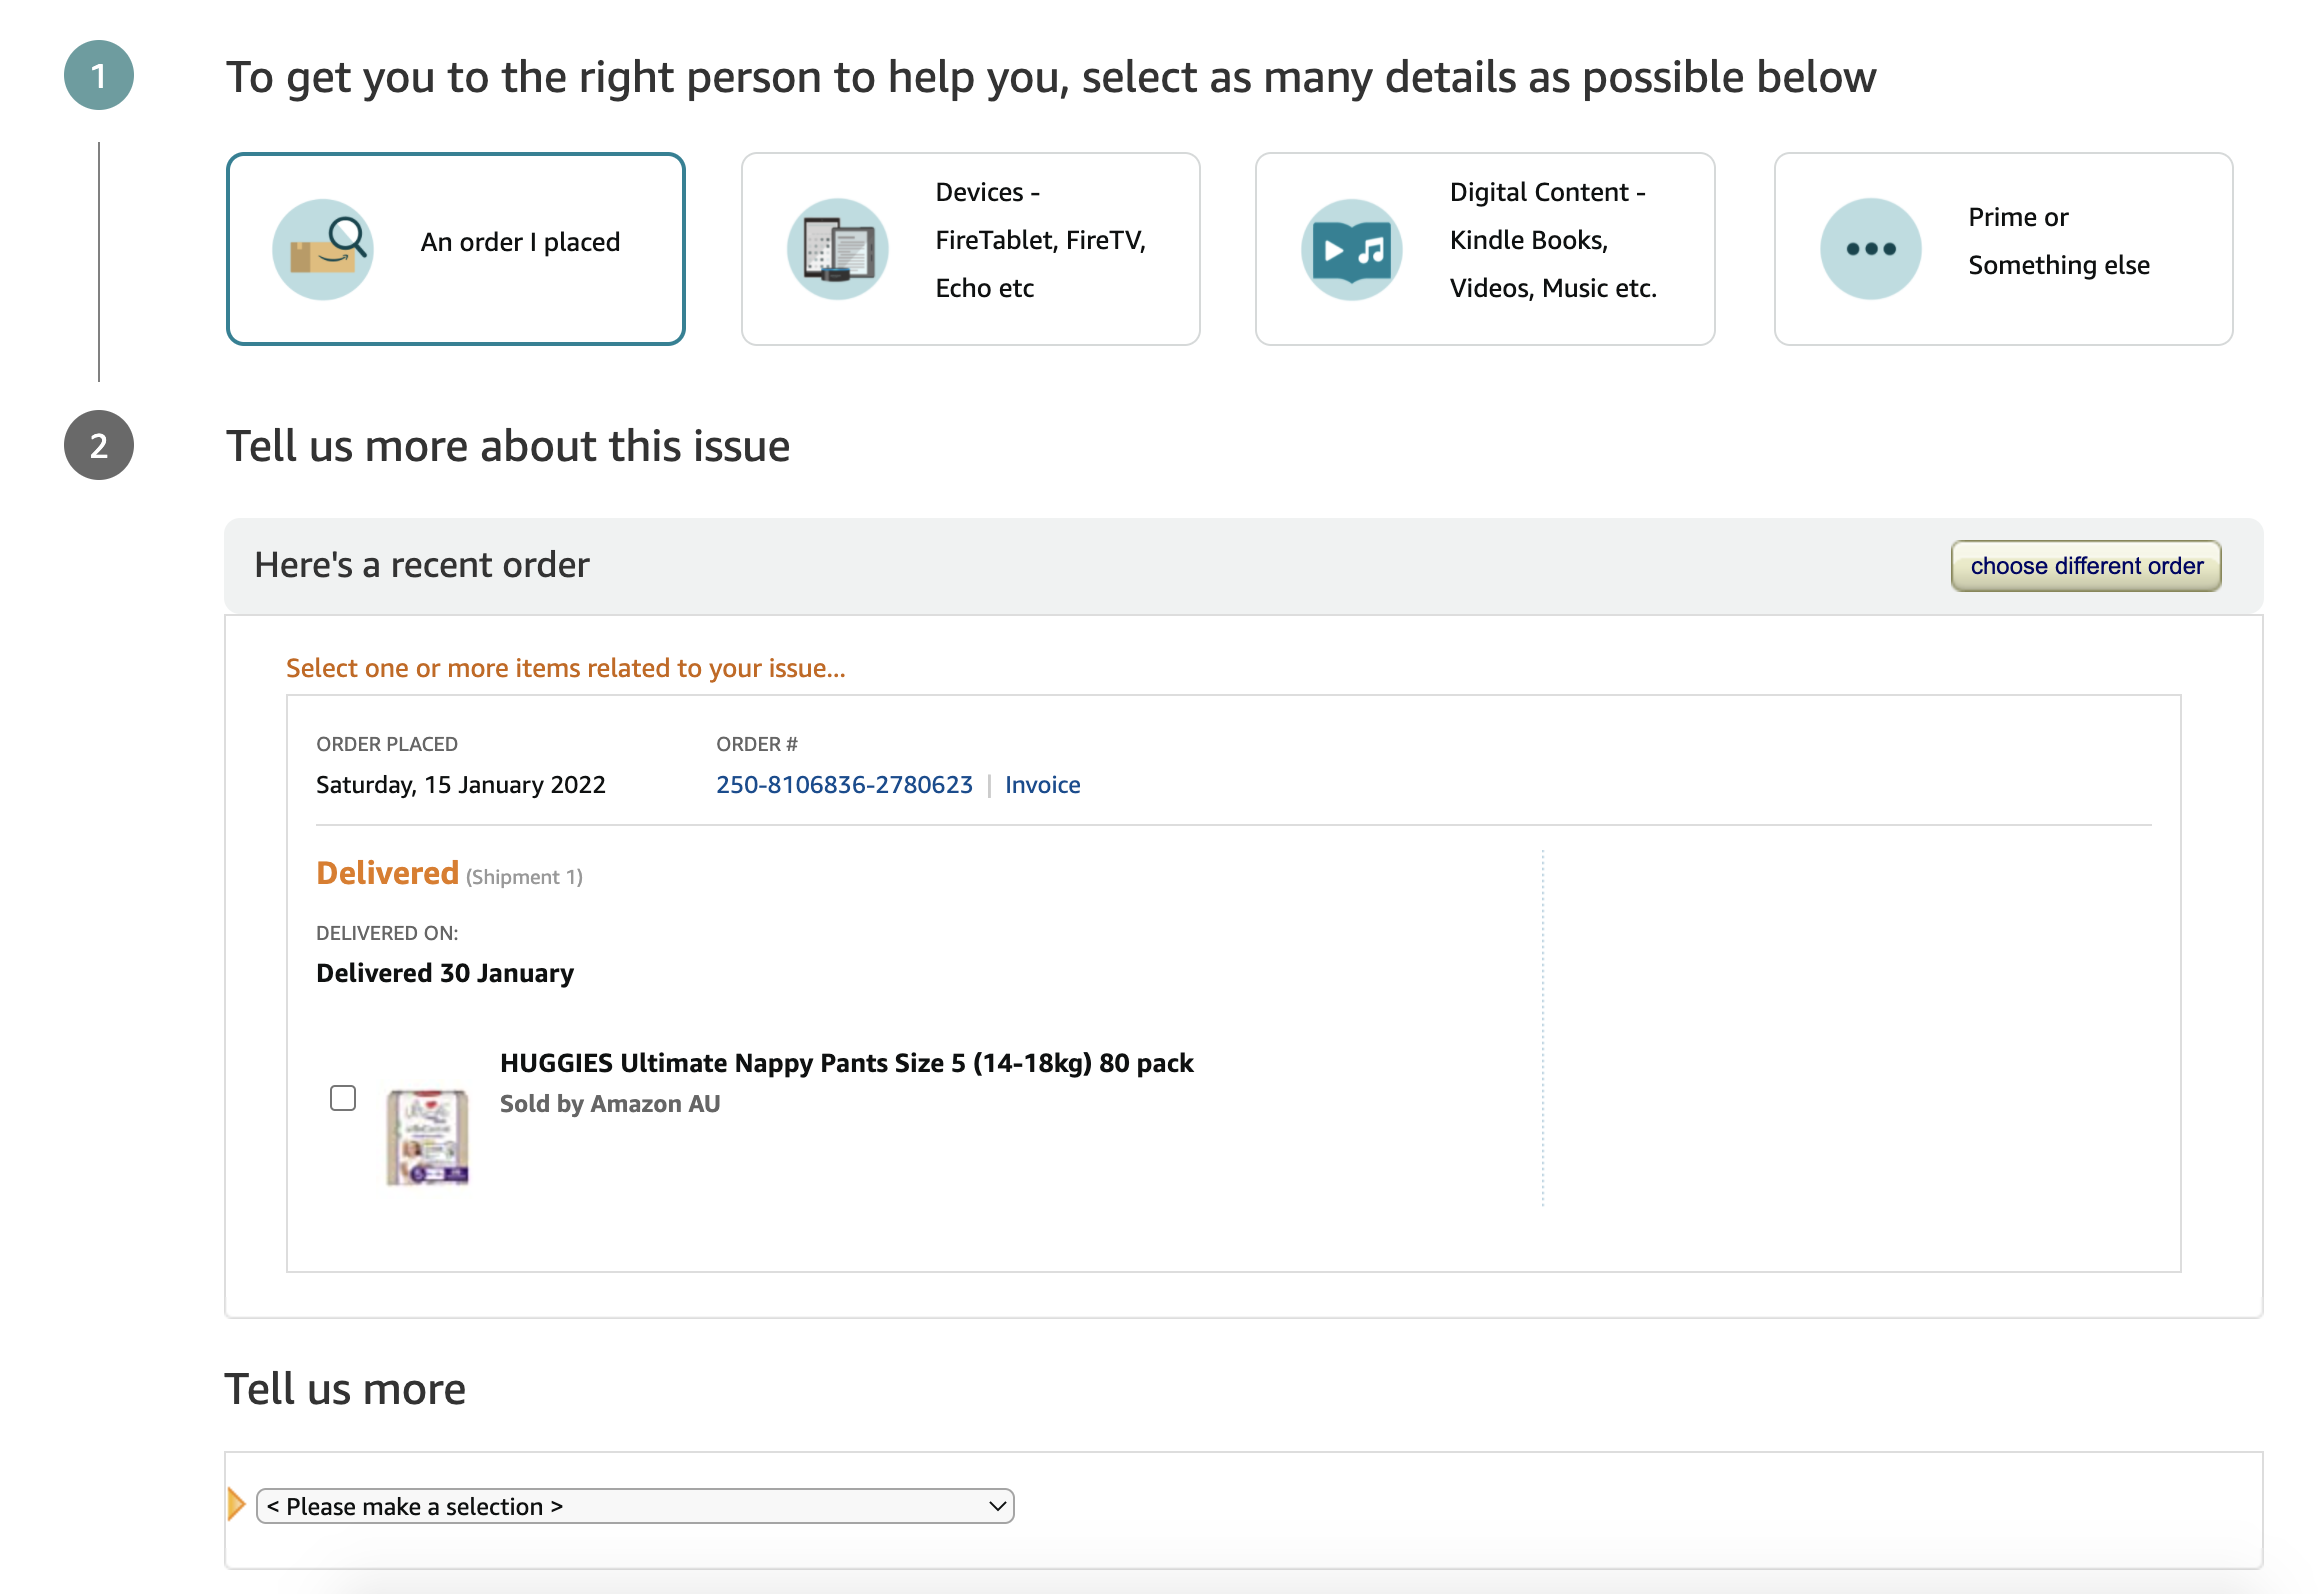 1
To get you to the right person to help you, select as many details as possible below
An order I placed
Devices -
FireTablet, FireTV,
Echo etc
Digital Content -
Kindle Books,
Videos, Music etc.
Prime or
Something else
2
Tell us more about this issue
Here's a recent order
choose different order
Select one or more items related to your issue...
ORDER PLACED
ORDER #
Saturday, 15 January 2022
250-8106836-2780623 | Invoice
Delivered (Shipment 1)
DELIVERED ON:
Delivered 30 January
HUGGIES Ultimate Nappy Pants Size 5 (14-18kg) 80 pack
Sold by Amazon AU
Tell us more
< Please make a selection >